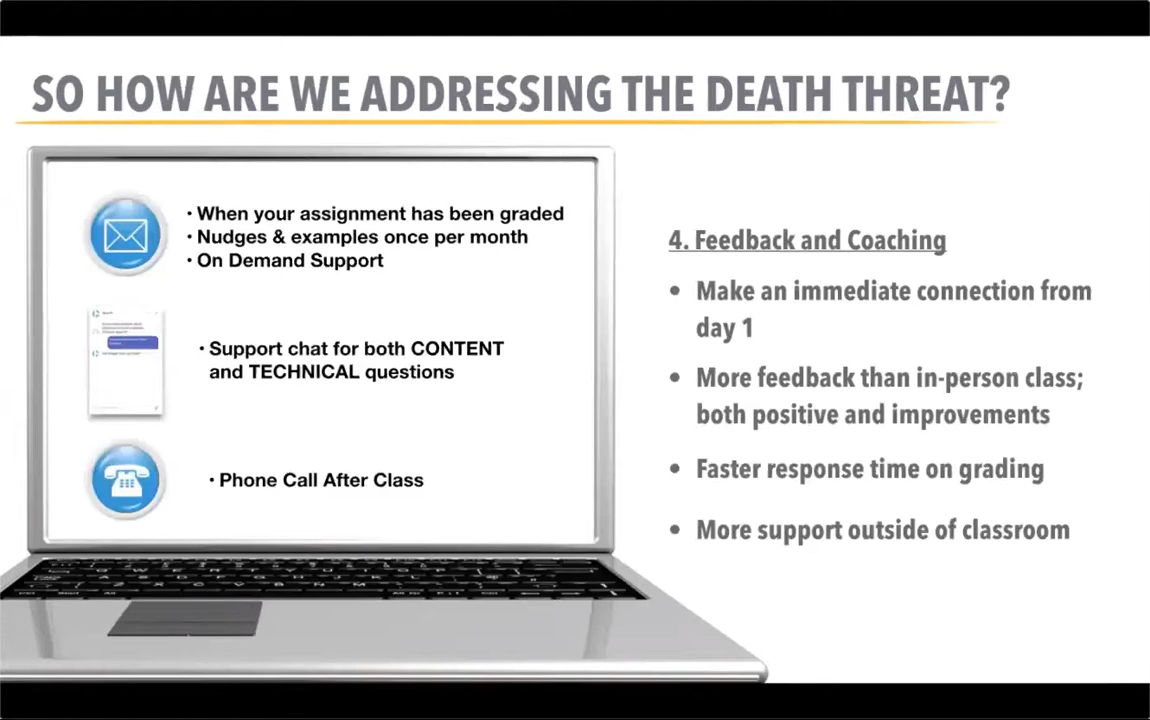 SO HOW ARE WE ADDRESSING THE DEATH THREAT?
• When your assignment has been graded
• Nudges & examples once per month
• On Demand Support
• Support chat for both CONTENT
and TECHNICAL questions
• Phone Call After Class
4. Feedback and Coaching
• Make an immediate connection from
day 1
• More feedback than in-person class;
both positive and improvements
• Faster response time on grading
• More support outside of classroom